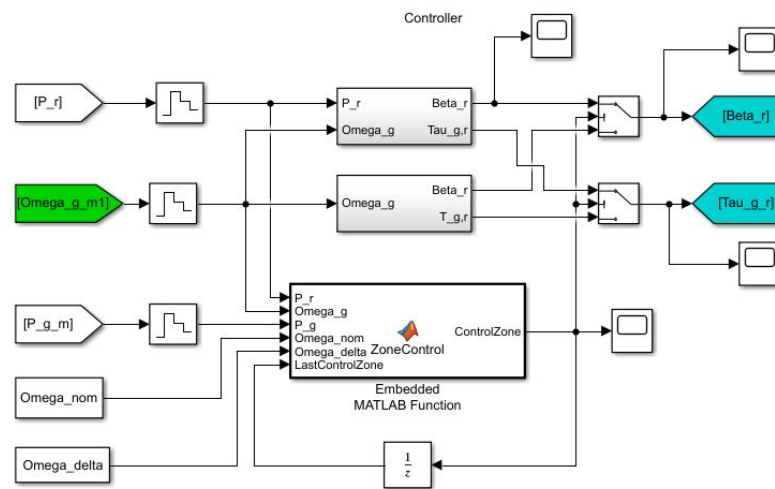 Controller
[P_r]
P_r
Beta_r
Omega_g
Tau_g,r
[Beta_r]
[Omega_g_m1]
Omega_g
Beta_r
T_g,r
[Tau_g_r]
[P_g_m]
P_r
Omega_g
P_g
Omega_nom
Omega_delta
LastControlZone
ZoneControl
ControlZone
Embedded
MATLAB Function
Omega_nom
Omega_delta
1
z